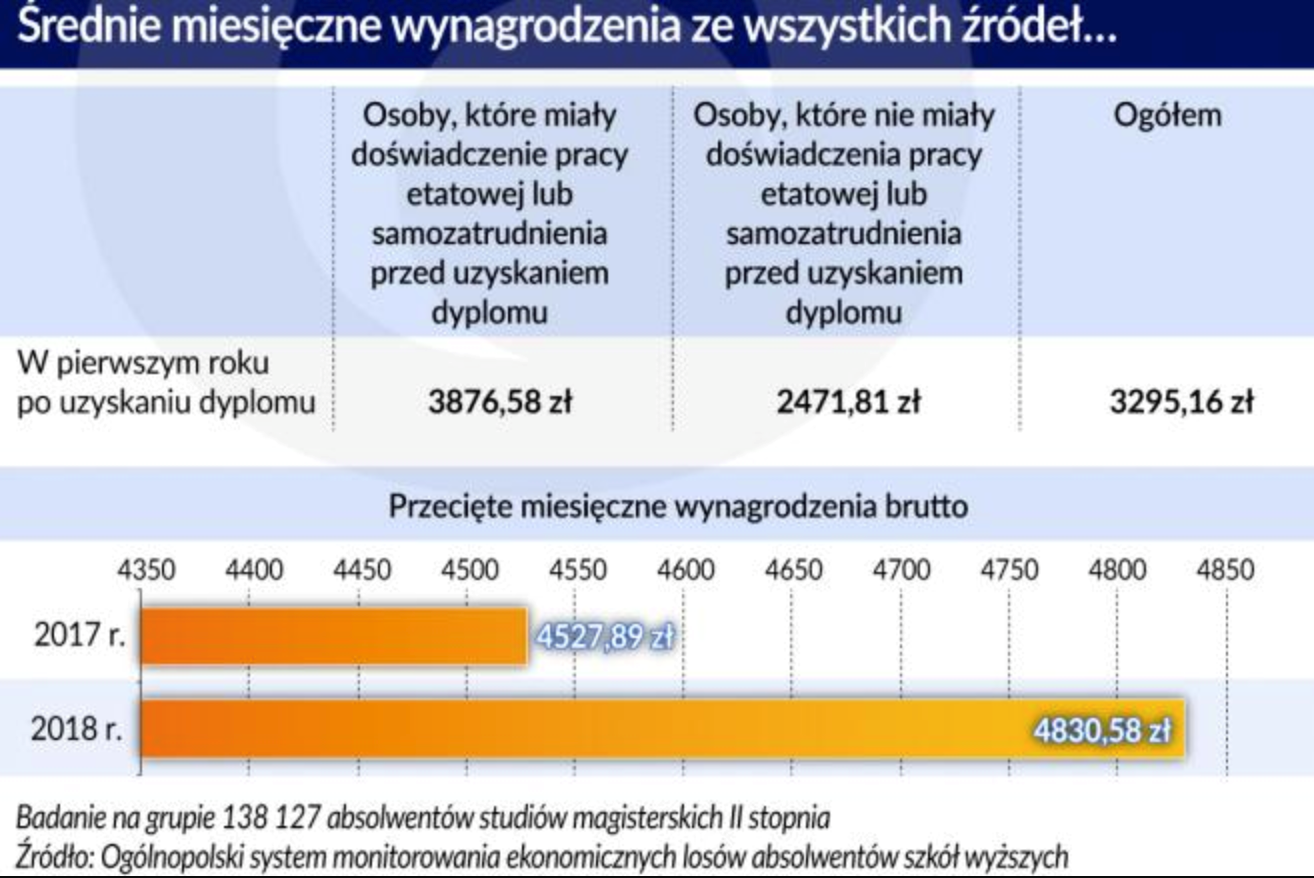 Średnie miesięczne wynagrodzenia ze wszystkich źródeł...
Osoby, które miały
doświadczenie pracy
etatowej lub
samozatrudnienia
przed uzyskaniem
dyplomu
Osoby, które nie miały
doświadczenia pracy
etatowej lub
samozatrudnienia
przed uzyskaniem
dyplomu
Ogółem
W pierwszym roku
po uzyskaniu dyplomu
3876,58 zł
2471,81 zł
3295,16 zł
Przecięte miesięczne wynagrodzenia brutto
4350 4400 4450 4500 4550 4600 4650 4700 4750 4800 4850
2017 r. 4527,89 zł
2018 r. 4830,58 zł
Badanie na grupie 138 127 absolwentów studiów magisterskich II stopnia
Źródło: Ogólnopolski system monitorowania ekonomicznych losów absolwentów szkół wyższych